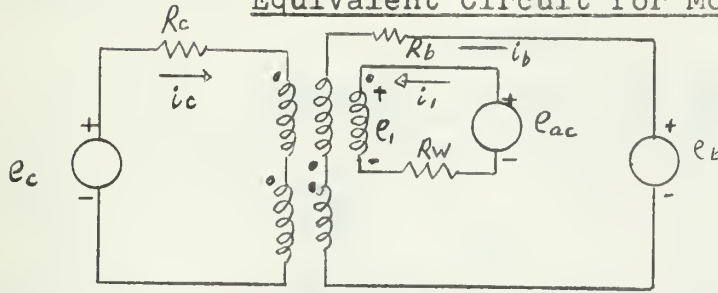 Equivalent Circuit for Mo
Rc
Rb
ib
ic
i1
+
+
+
+
e1
eac
ec
eb
Rw
-
-
-
-